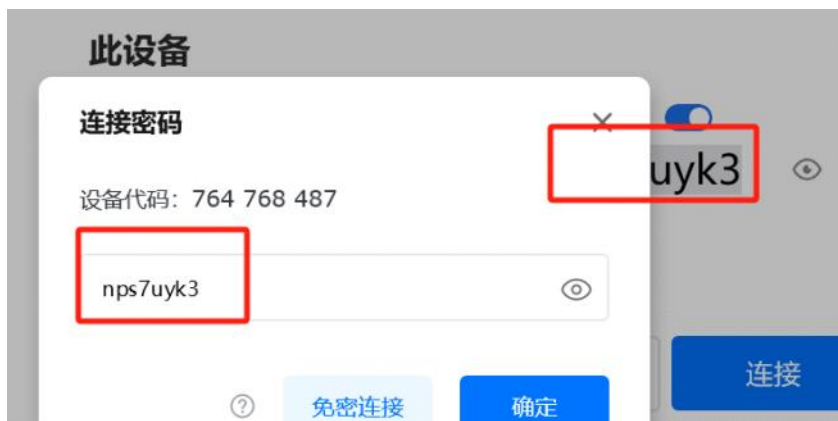 此设备
连接密码
uyk3
设备代码：764 768 487
nps7uyk3
免密连接
确定
连接